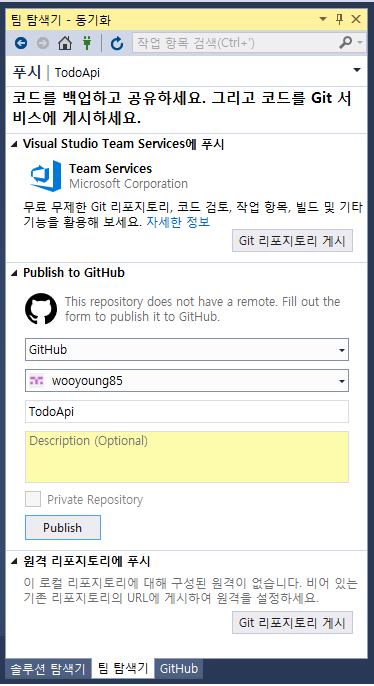 팀 탐색기 - 동기화
작업 항목 검색(Ctrl+')
푸시 | TodoApi
코드를 백업하고 공유하세요. 그리고 코드를 Git 서
비스에 게시하세요.
Visual Studio Team Services에 푸시
Team Services
Microsoft Corporation
무료 무제한 Git 리포지토리, 코드 검토, 작업 항목, 빌드 및 기타
기능을 활용해 보세요. 자세한 정보
Git 리포지토리 게시
Publish to GitHub
This repository does not have a remote. Fill out the
form to publish it to GitHub.
GitHub
wooyoung85
TodoApi
Description (Optional)
Private Repository
Publish
원격 리포지토리에 푸시
이 로컬 리포지토리에 대해 구성된 원격이 없습니다. 비어 있는
기존 리포지토리의 URL에 게시하여 원격을 설정하세요.
Git 리포지토리 게시
솔루션 탐색기 팀 탐색기 GitHub